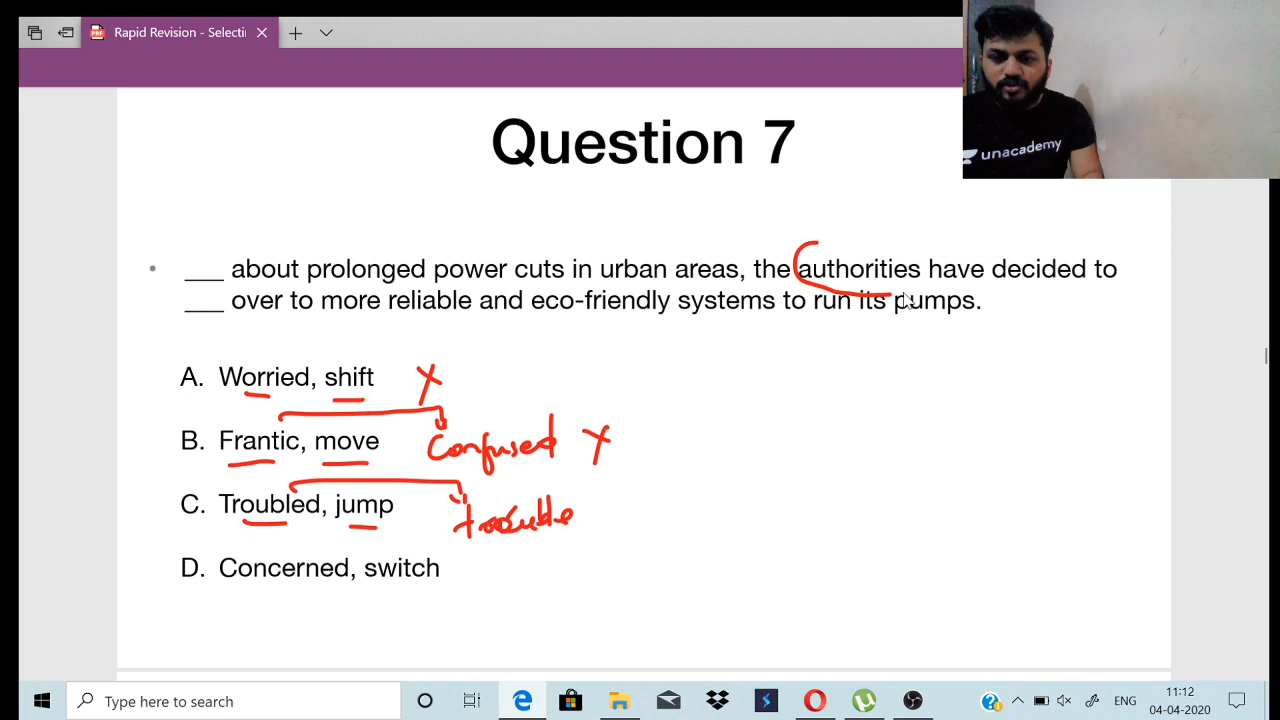 Rapid Revision - Selecti
unacademy
Question 7
• ___ about prolonged power cuts in urban areas, the authorities have decided to
___ over to more reliable and eco-friendly systems to run its pumps.
A. Worried, shift X
B. Frantic, move Confused X
C. Troubled, jump trouble
D. Concerned, switch
Type here to search
ENG
11:12
04-04-2020